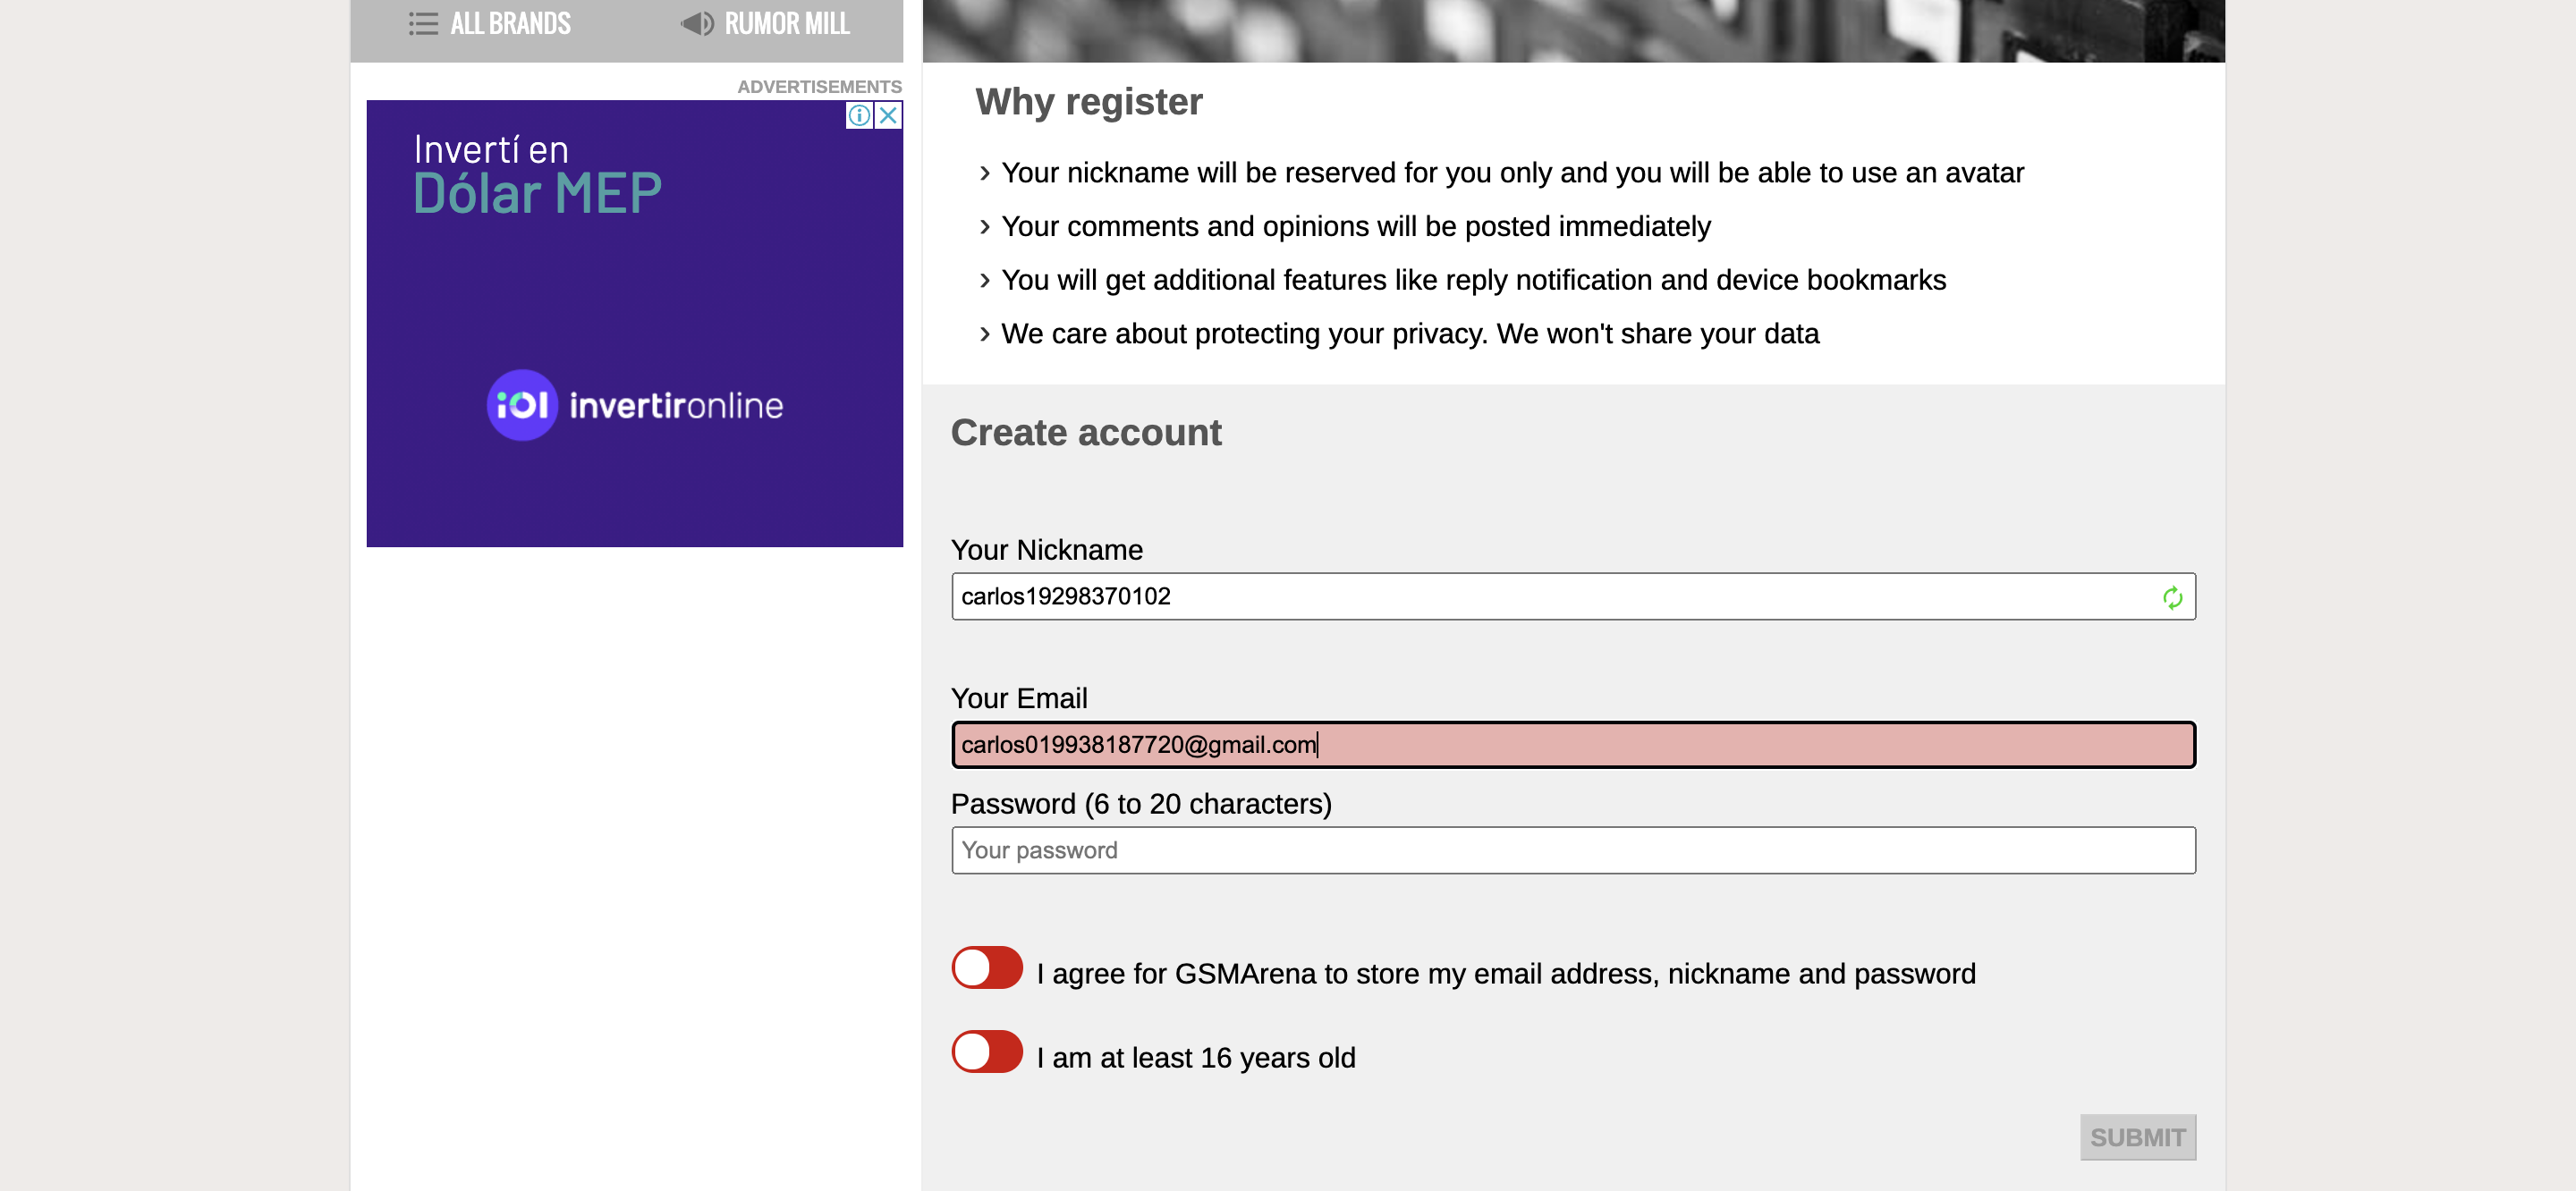 ALL BRANDS
RUMOR MILL
ADVERTISEMENTS
Invertí en
Dólar MEP
iol invertironline
Why register
Your nickname will be reserved for you only and you will be able to use an avatar
Your comments and opinions will be posted immediately
You will get additional features like reply notification and device bookmarks
We care about protecting your privacy. We won't share your data
Create account
Your Nickname
carlos19298370102
Your Email
carlos019938187720@gmail.com
Password (6 to 20 characters)
Your password
I agree for GSMArena to store my email address, nickname and password
I am at least 16 years old
SUBMIT